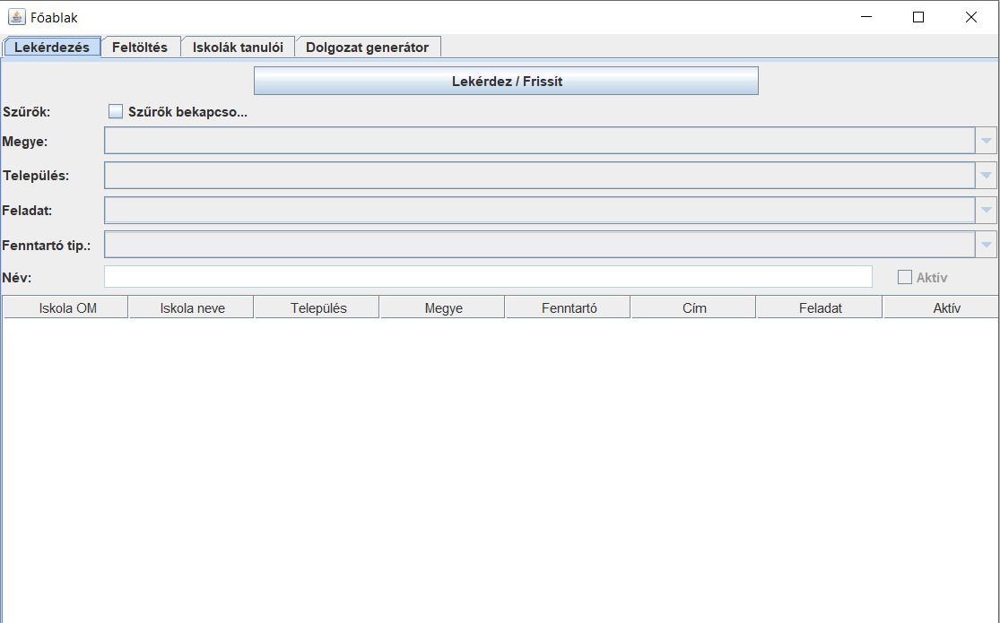 Főablak
Lekérdezés Feltöltés Iskolák tanulói Dolgozat generátor
Lekérdez / Frissít
Szűrők: Szűrők bekapcso...
Megye:
Település:
Feladat:
Fenntartó tip.:
Név: Aktív
Iskola OM Iskola neve Település Megye Fenntartó Cím Feladat Aktív